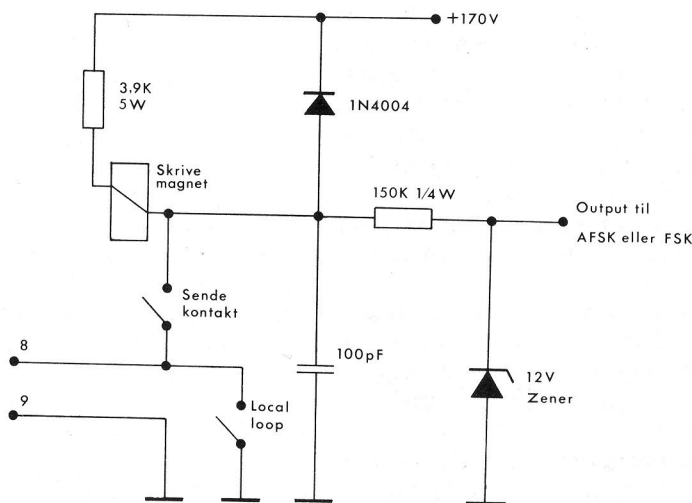 +170V
3.9K
5W
1N4004
Skrive
magnet
150K 1/4W
Output til
AFSK eller FSK
Sende
kontakt
8
100pF
12V
Zener
9
Local
loop